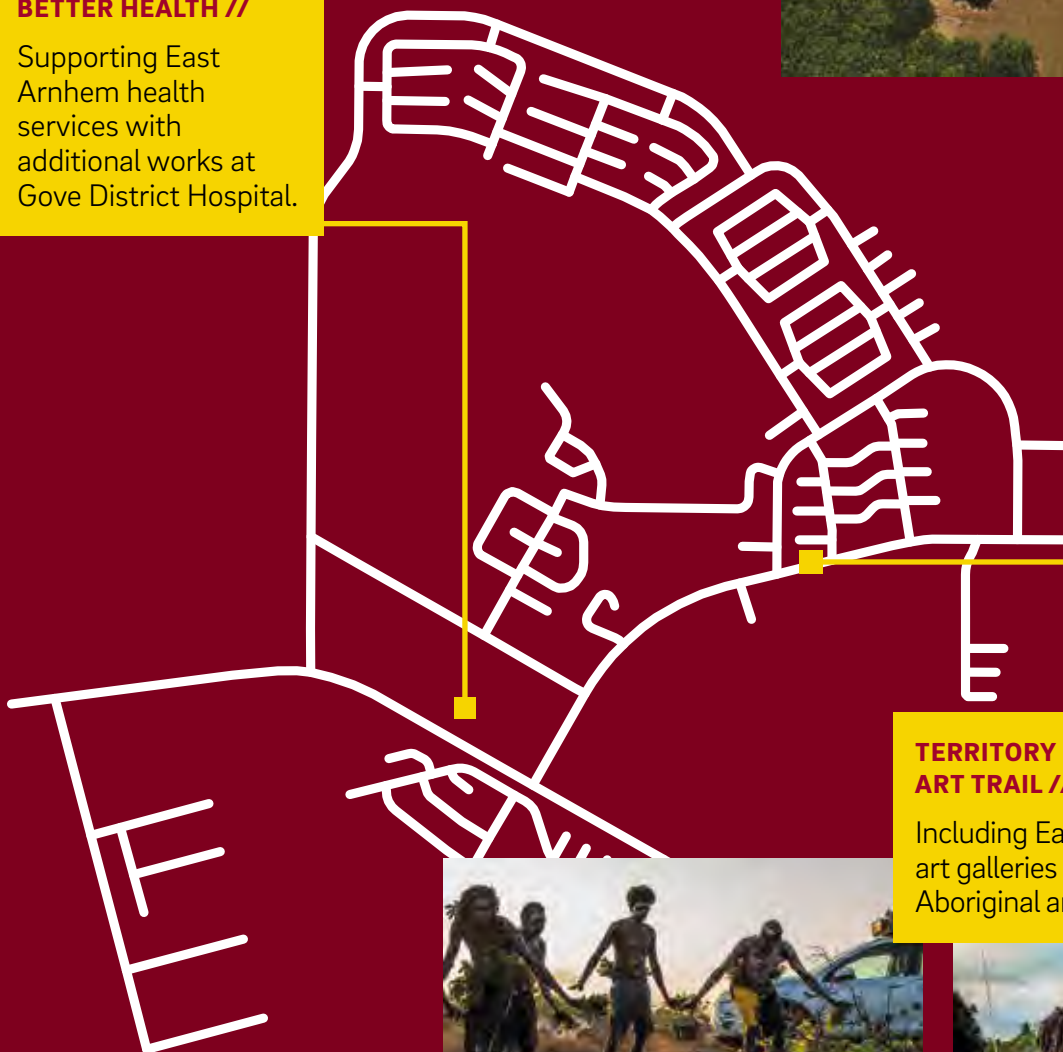 BETTER HEALTH //
Supporting East
Arnhem health
services with
additional works at
Gove District Hospital.
TERRITORY
ART TRAIL //
Including
art galleries
Aboriginal